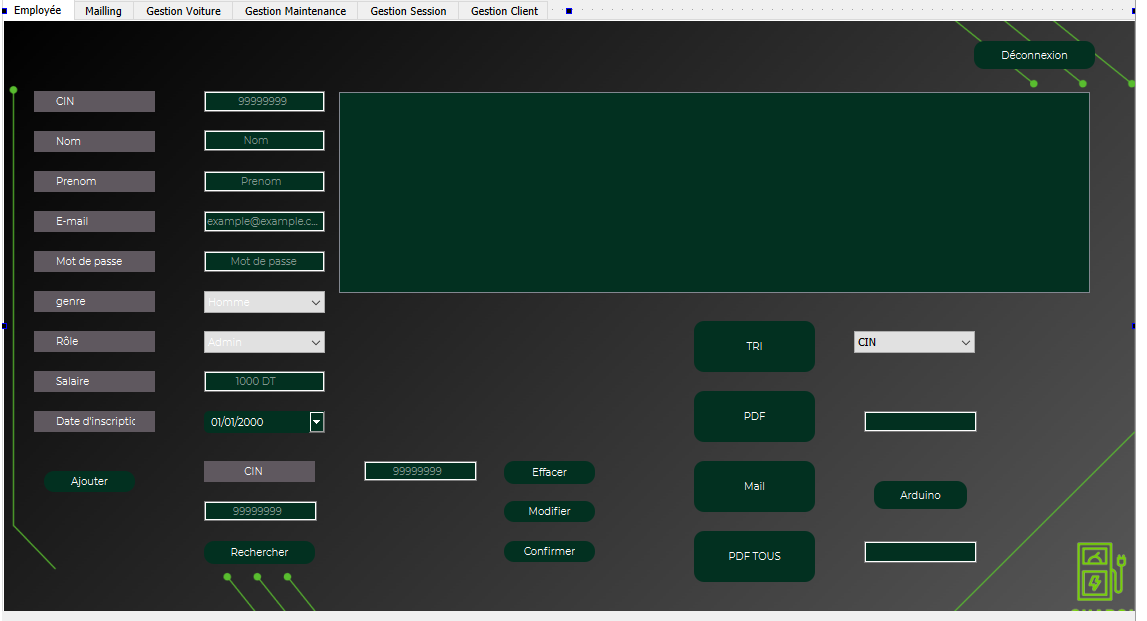 Employée
Mailling
Gestion Voiture
Gestion Maintenance
Gestion Session
Gestion Client
Déconnexion
CIN
99999999
Nom
Nom
Prenom
Prenom
E-mail
example@example.c...
Mot de passe
Mot de passe
genre
Homme
Rôle
Admin
Salaire
1000 DT
Date d'inscriptic
01/01/2000
TRI
CIN
PDF
Mail
Arduino
PDF TOUS
Ajouter
CIN
99999999
Effacer
99999999
Modifier
Rechercher
Confirmer